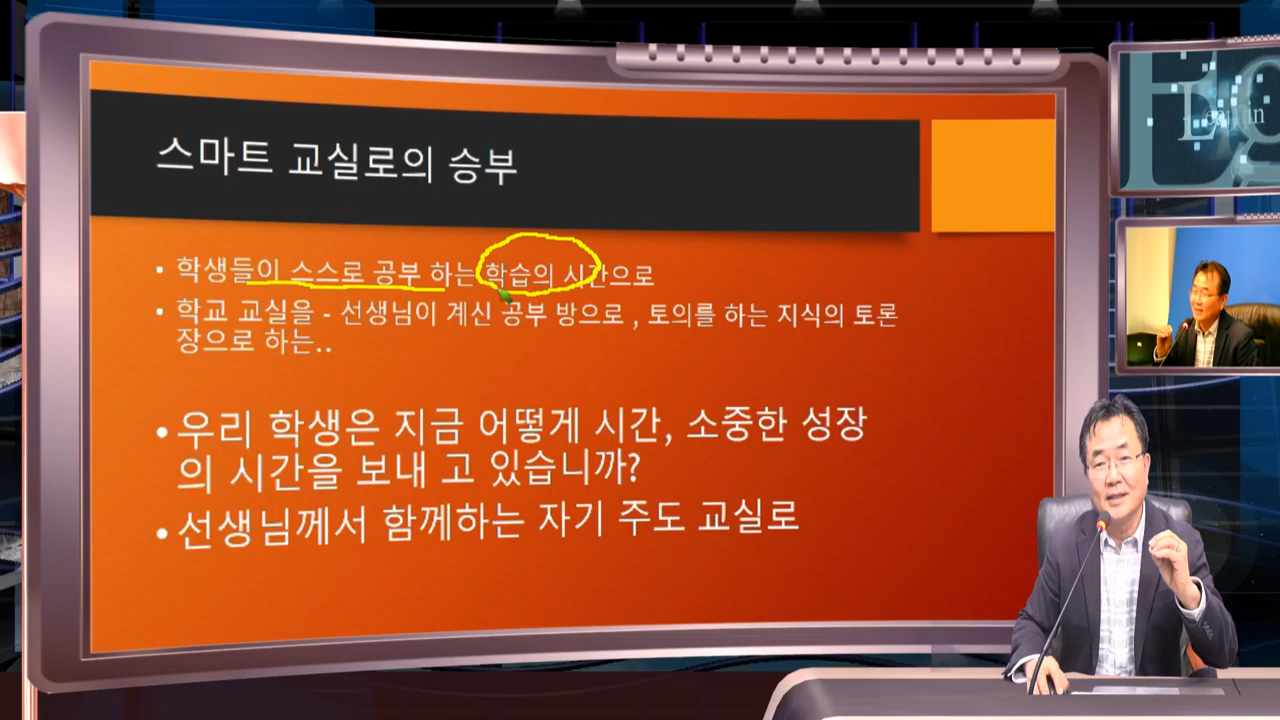 스마트 교실로의 승부
• 학생들이 스스로 공부 하는 학습의 시간으로
• 학교 교실을 - 선생님이 계신 공부 방으로 , 토의를 하는 지식의 토론
장으로 하는..
• 우리 학생은 지금 어떻게 시간, 소중한 성장
의 시간을 보내 고 있습니까?
• 선생님께서 함께하는 자기 주도 교실로